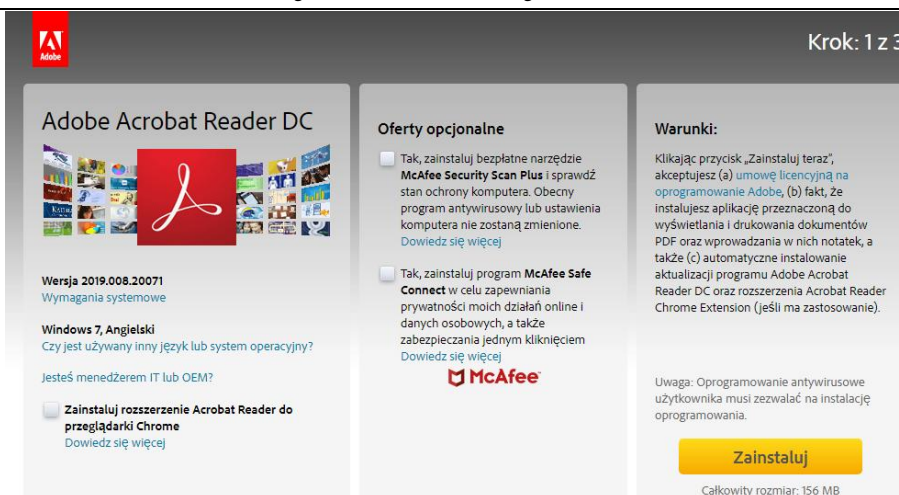 Adobe
Krok: 1 z 3
Adobe Acrobat Reader DC
Wersja 2019.008.20071
Wymagania systemowe
Windows 7, Angielski
Czy jest używany inny język lub system operacyjny?
Jesteś menedżerem IT lub OEM?
Zainstaluj rozszerzenie Acrobat Reader do
przeglądarki Chrome
Dowiedz się więcej
Oferty opcjonalne
Tak, zainstaluj bezpłatne narzędzie
McAfee Security Scan Plus i sprawdź
stan ochrony komputera. Obecny
program antywirusowy lub ustawienia
komputera nie zostaną zmienione.
Dowiedz się więcej
Tak, zainstaluj program McAfee Safe
Connect w celu zapewniania
prywatności moich działań online i
danych osobowych, a także
zabezpieczania jednym kliknięciem
Dowiedz się więcej
McAfee
Warunki:
Klikając przycisk „Zainstaluj teraz”,
akceptujesz (a) umowę licencyjną na
oprogramowanie Adobe, (b) fakt, że
instalujesz aplikację przeznaczoną do
wyświetlania i drukowania dokumentów
PDF oraz wprowadzania w nich notatek, a
także (c) automatyczne instalowanie
aktualizacji programu Adobe Acrobat
Reader DC oraz rozszerzenia Acrobat Reader
Chrome Extension (jeśli ma zastosowanie).
Uwaga: Oprogramowanie antywirusowe
użytkownika musi zezwalać na instalację
oprogramowania.
Zainstaluj
Całkowity rozmiar: 156 MB